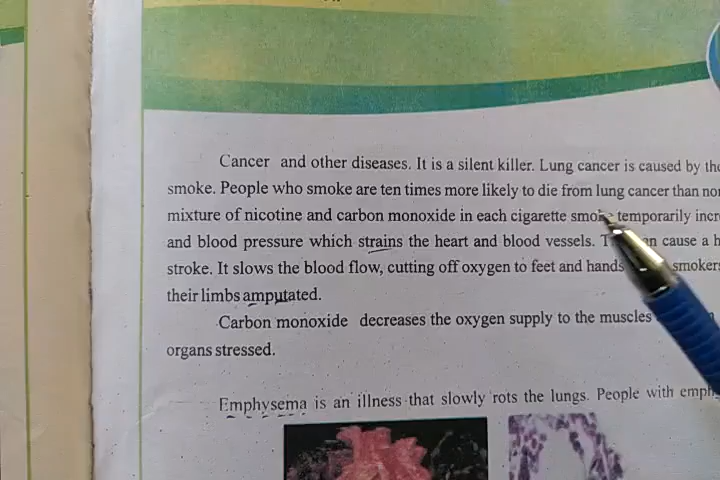 Cancer and other diseases. It is a silent killer. Lung cancer is caused by
smoke. People who smoke are ten times more likely to die from lung cancer than
mixture of nicotine and carbon monoxide in each cigarette smoke temporarily
and blood pressure which strains the heart and blood vessels. cause a
stroke. It slows the blood flow, cutting off oxygen to feet and hands smokers
their limbs amputated.
Carbon monoxide decreases the oxygen supply to the muscles
organs stressed.
Emphysema is an illness that slowly rots the lungs. People with